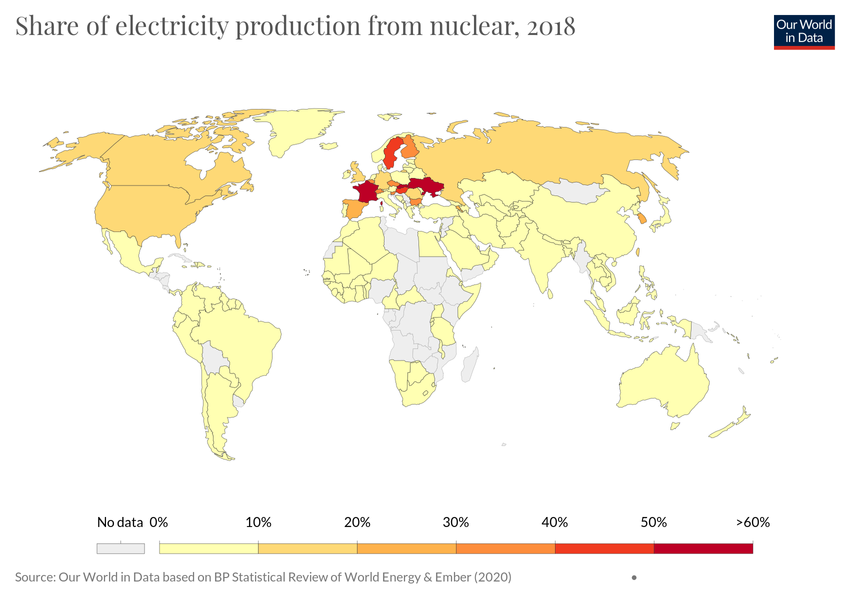 Share of electricity production from nuclear, 2018
Our World
in Data
No data 0% 10% 20% 30% 40% 50% >60%
Source: Our World in Data based on BP Statistical Review of World Energy & Ember (2020) •